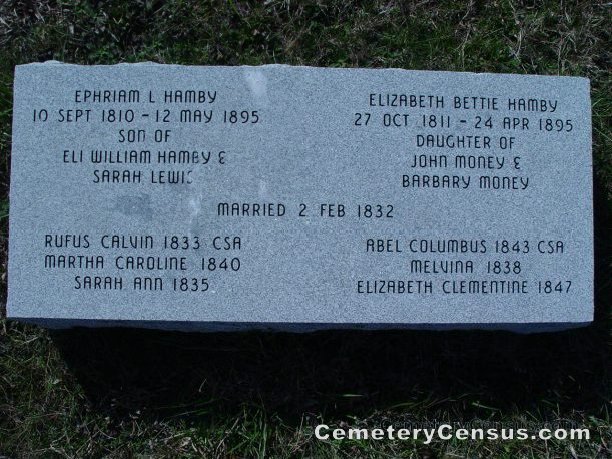 EPHRIAM L HAMBY
10 SEPT 1810 - 12 MAY 1895
SON OF
ELI WILLIAM HAMBY &
SARAH LEWIS
ELIZABETH BETTIE HAMBY
27 OCT 1811 - 24 APR 1895
DAUGHTER OF
JOHN MONEY &
BARBARY MONEY
MARRIED 2 FEB 1832
RUFUS CALVIN 1833 CSA
MARTHA CAROLINE 1840
SARAH ANN 1835
ABEL COLUMBUS 1843 CSA
MELVINA 1838
ELIZABETH CLEMENTINE 1847
CemeteryCensus.com